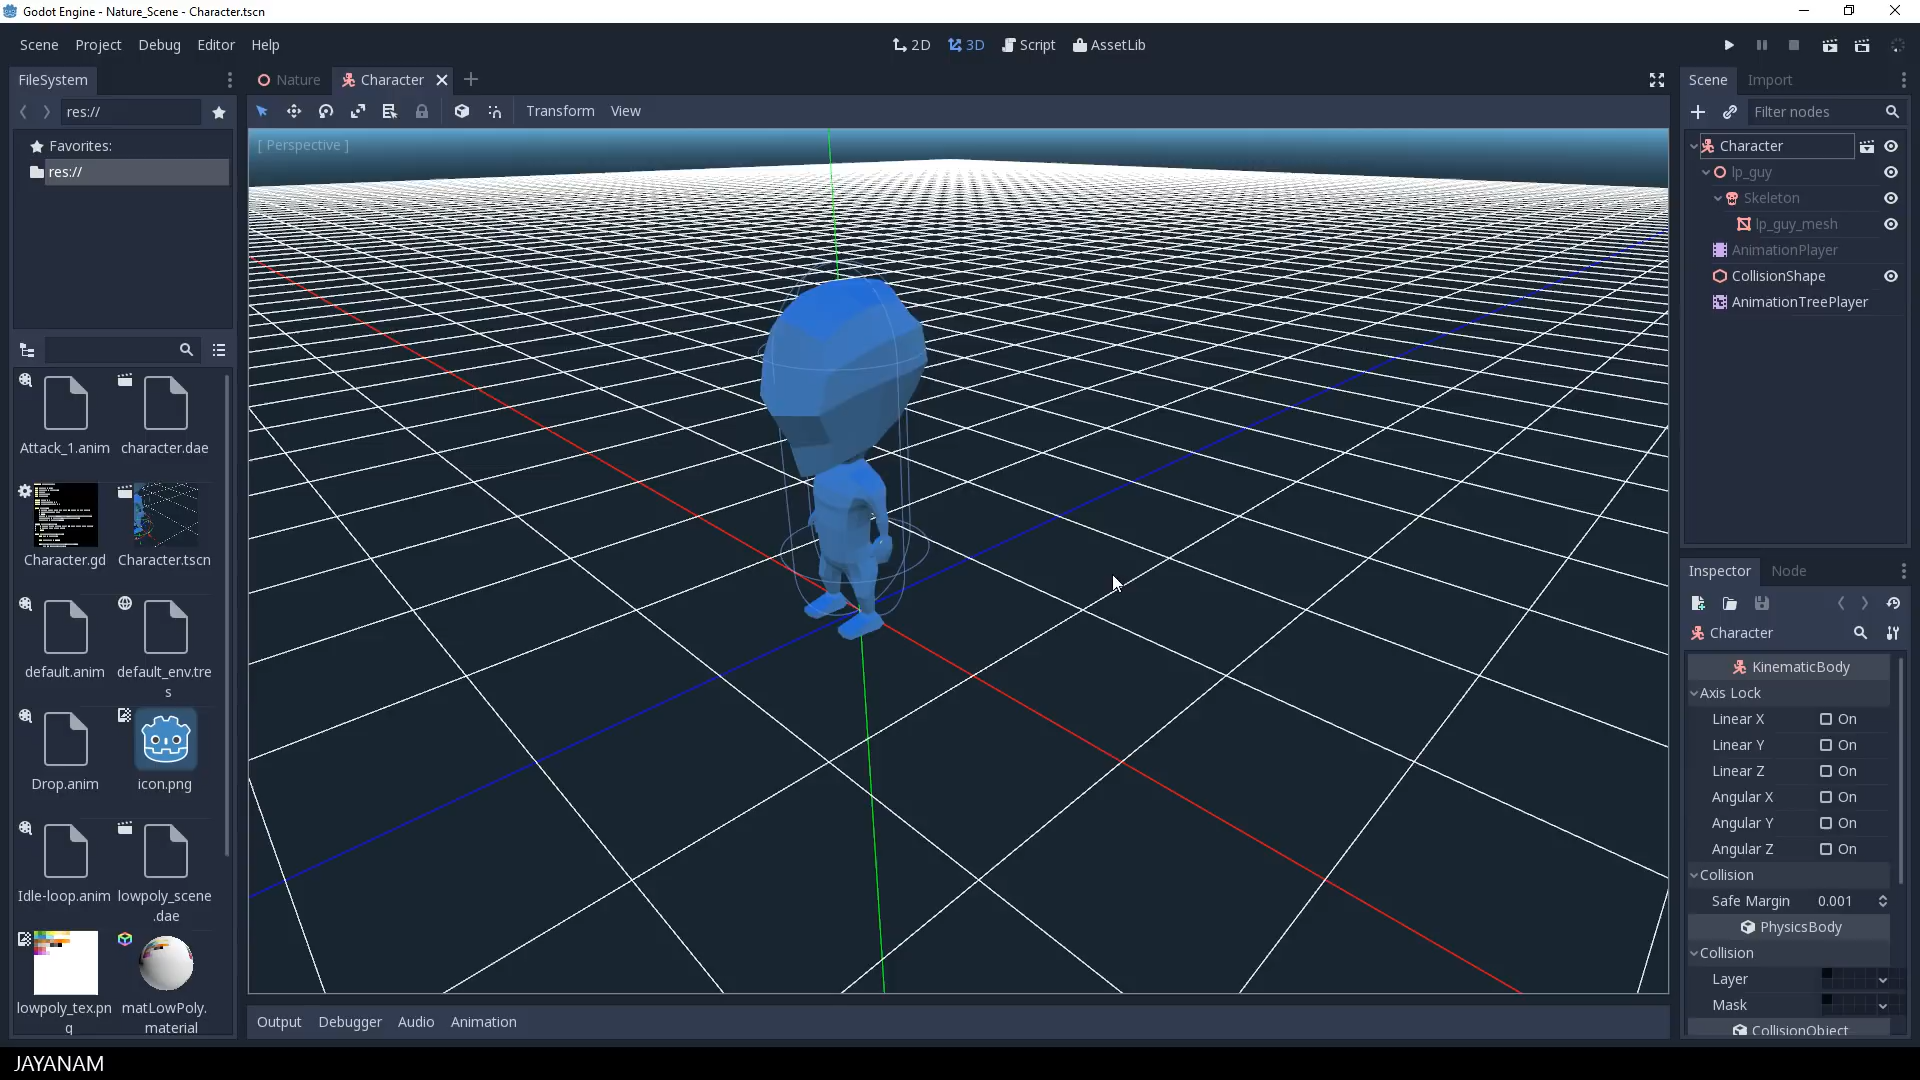 Godot Engine - Nature_Scene - Character.tscn
Scene Project Debug Editor Help
2D 3D Script AssetLib
FileSystem
res://
Favorites:
res://
Attack_1.anim
character.dae
Character.gd
Character.tscn
default.anim
default_env.tre
s
Drop.anim
icon.png
Idle-loop.anim
lowpoly_scene
.dae
lowpoly_tex.pn
g
matLowPoly.
material
Nature
Character
Transform View
[ Perspective ]
Output Debugger Audio Animation
Scene Import
Filter nodes
Character
lp_guy
Skeleton
lp_guy_mesh
AnimationPlayer
CollisionShape
AnimationTreePlayer
Inspector Node
Character
KinematicBody
Axis Lock
Linear X On
Linear Y On
Linear Z On
Angular X On
Angular Y On
Angular Z On
Collision
Safe Margin 0.001
PhysicsBody
Collision
Layer
Mask
CollisionObject
JAYANAM